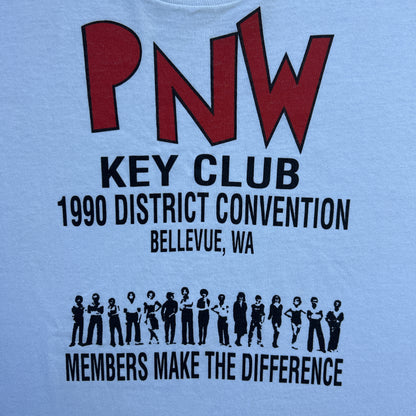 PNW
KEY CLUB
1990 DISTRICT CONVENTION
BELLEVUE, WA
MEMBERS MAKE THE DIFFERENCE